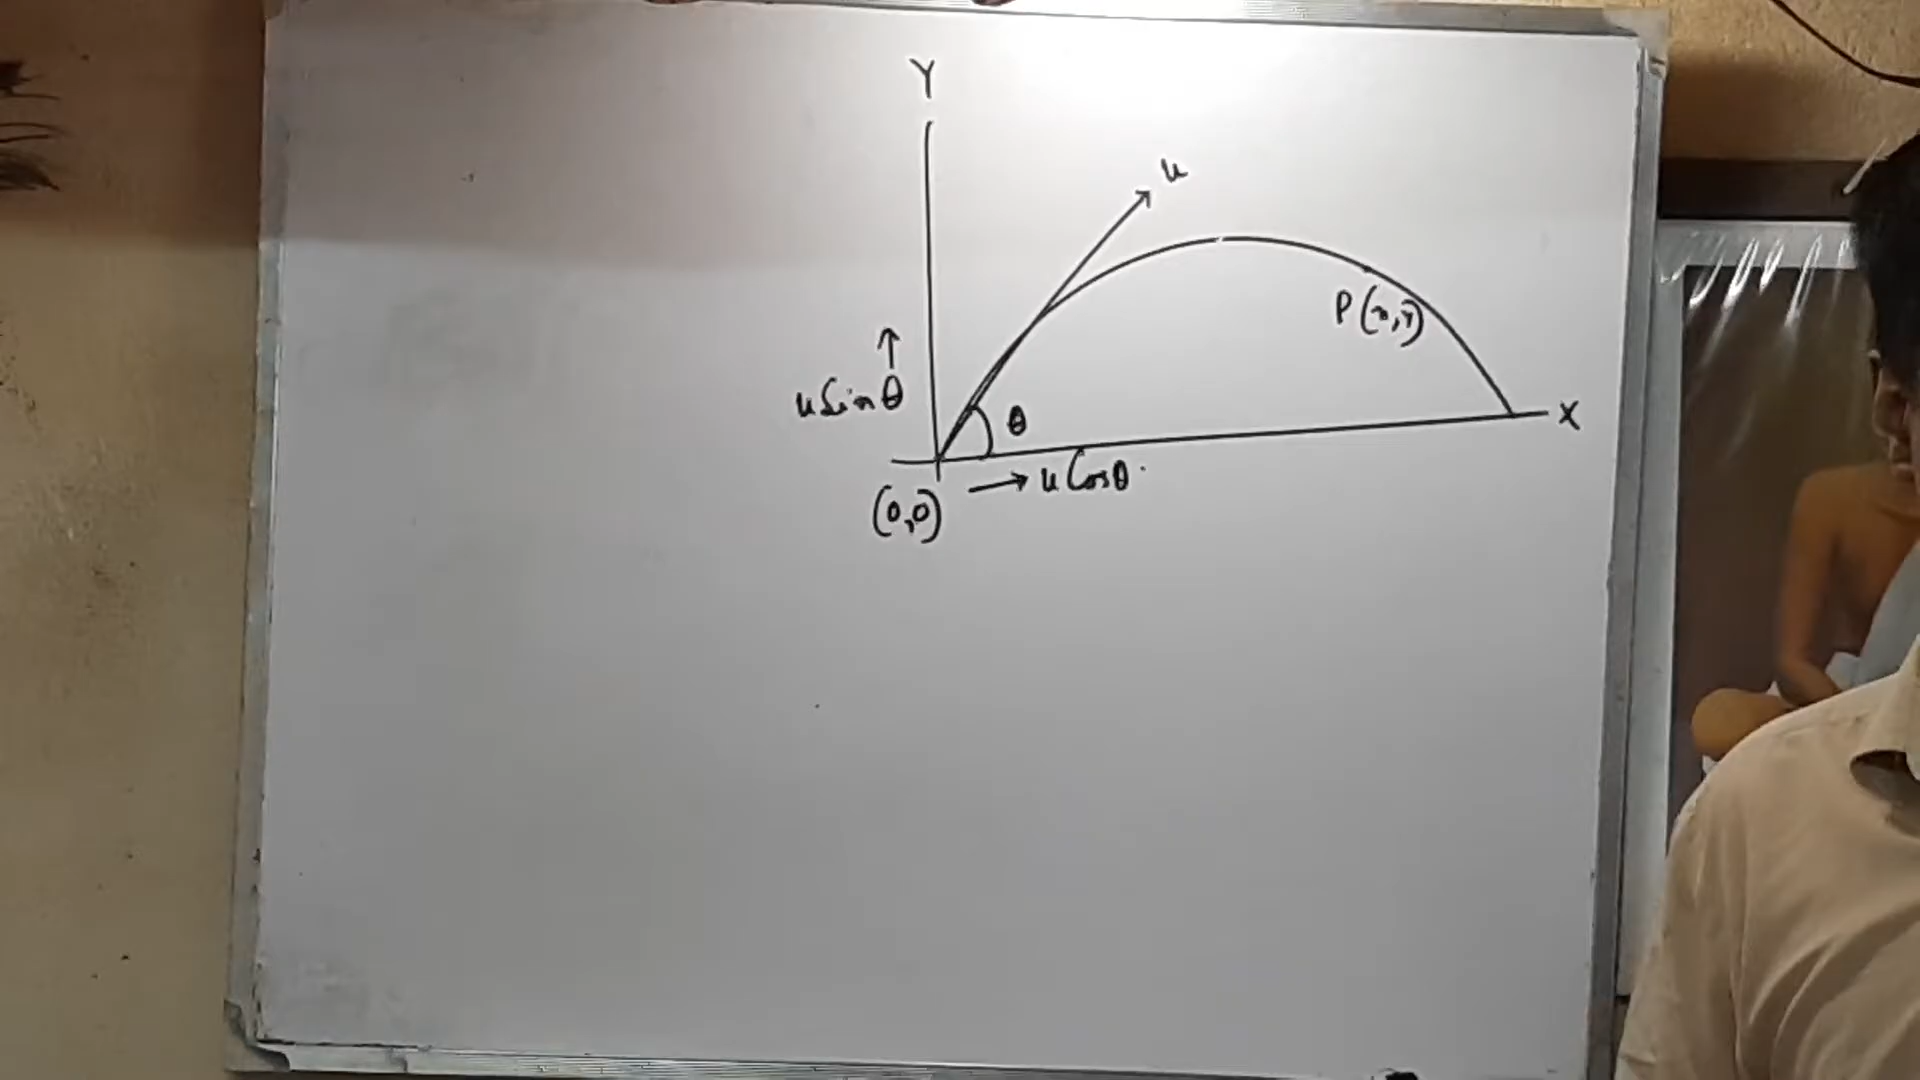 Y
u
P(x,y)
u Sin θ
θ
X
u Cos θ
(0,0)